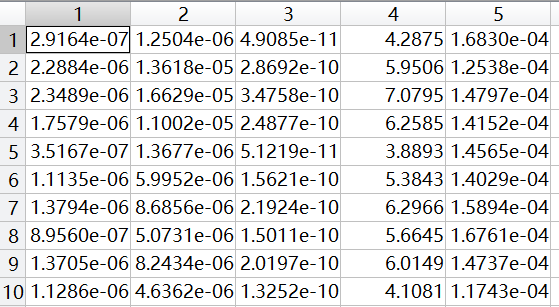 1 2 3 4 5
1 2.9164e-07 1.2504e-06 4.9085e-11 4.2875 1.6830e-04
2 2.2884e-06 1.3618e-05 2.8692e-10 5.9506 1.2538e-04
3 2.3489e-06 1.6629e-05 3.4758e-10 7.0795 1.4797e-04
4 1.7579e-06 1.1002e-05 2.4877e-10 6.2585 1.4152e-04
5 3.5167e-07 1.3677e-06 5.1219e-11 3.8893 1.4565e-04
6 1.1135e-06 5.9952e-06 1.5621e-10 5.3843 1.4029e-04
7 1.3794e-06 8.6856e-06 2.1924e-10 6.2966 1.5894e-04
8 8.9560e-07 5.0731e-06 1.5011e-10 5.6645 1.6761e-04
9 1.3705e-06 8.2434e-06 2.0197e-10 6.0149 1.4737e-04
10 1.1286e-06 4.6362e-06 1.3252e-10 4.1081 1.1743e-04